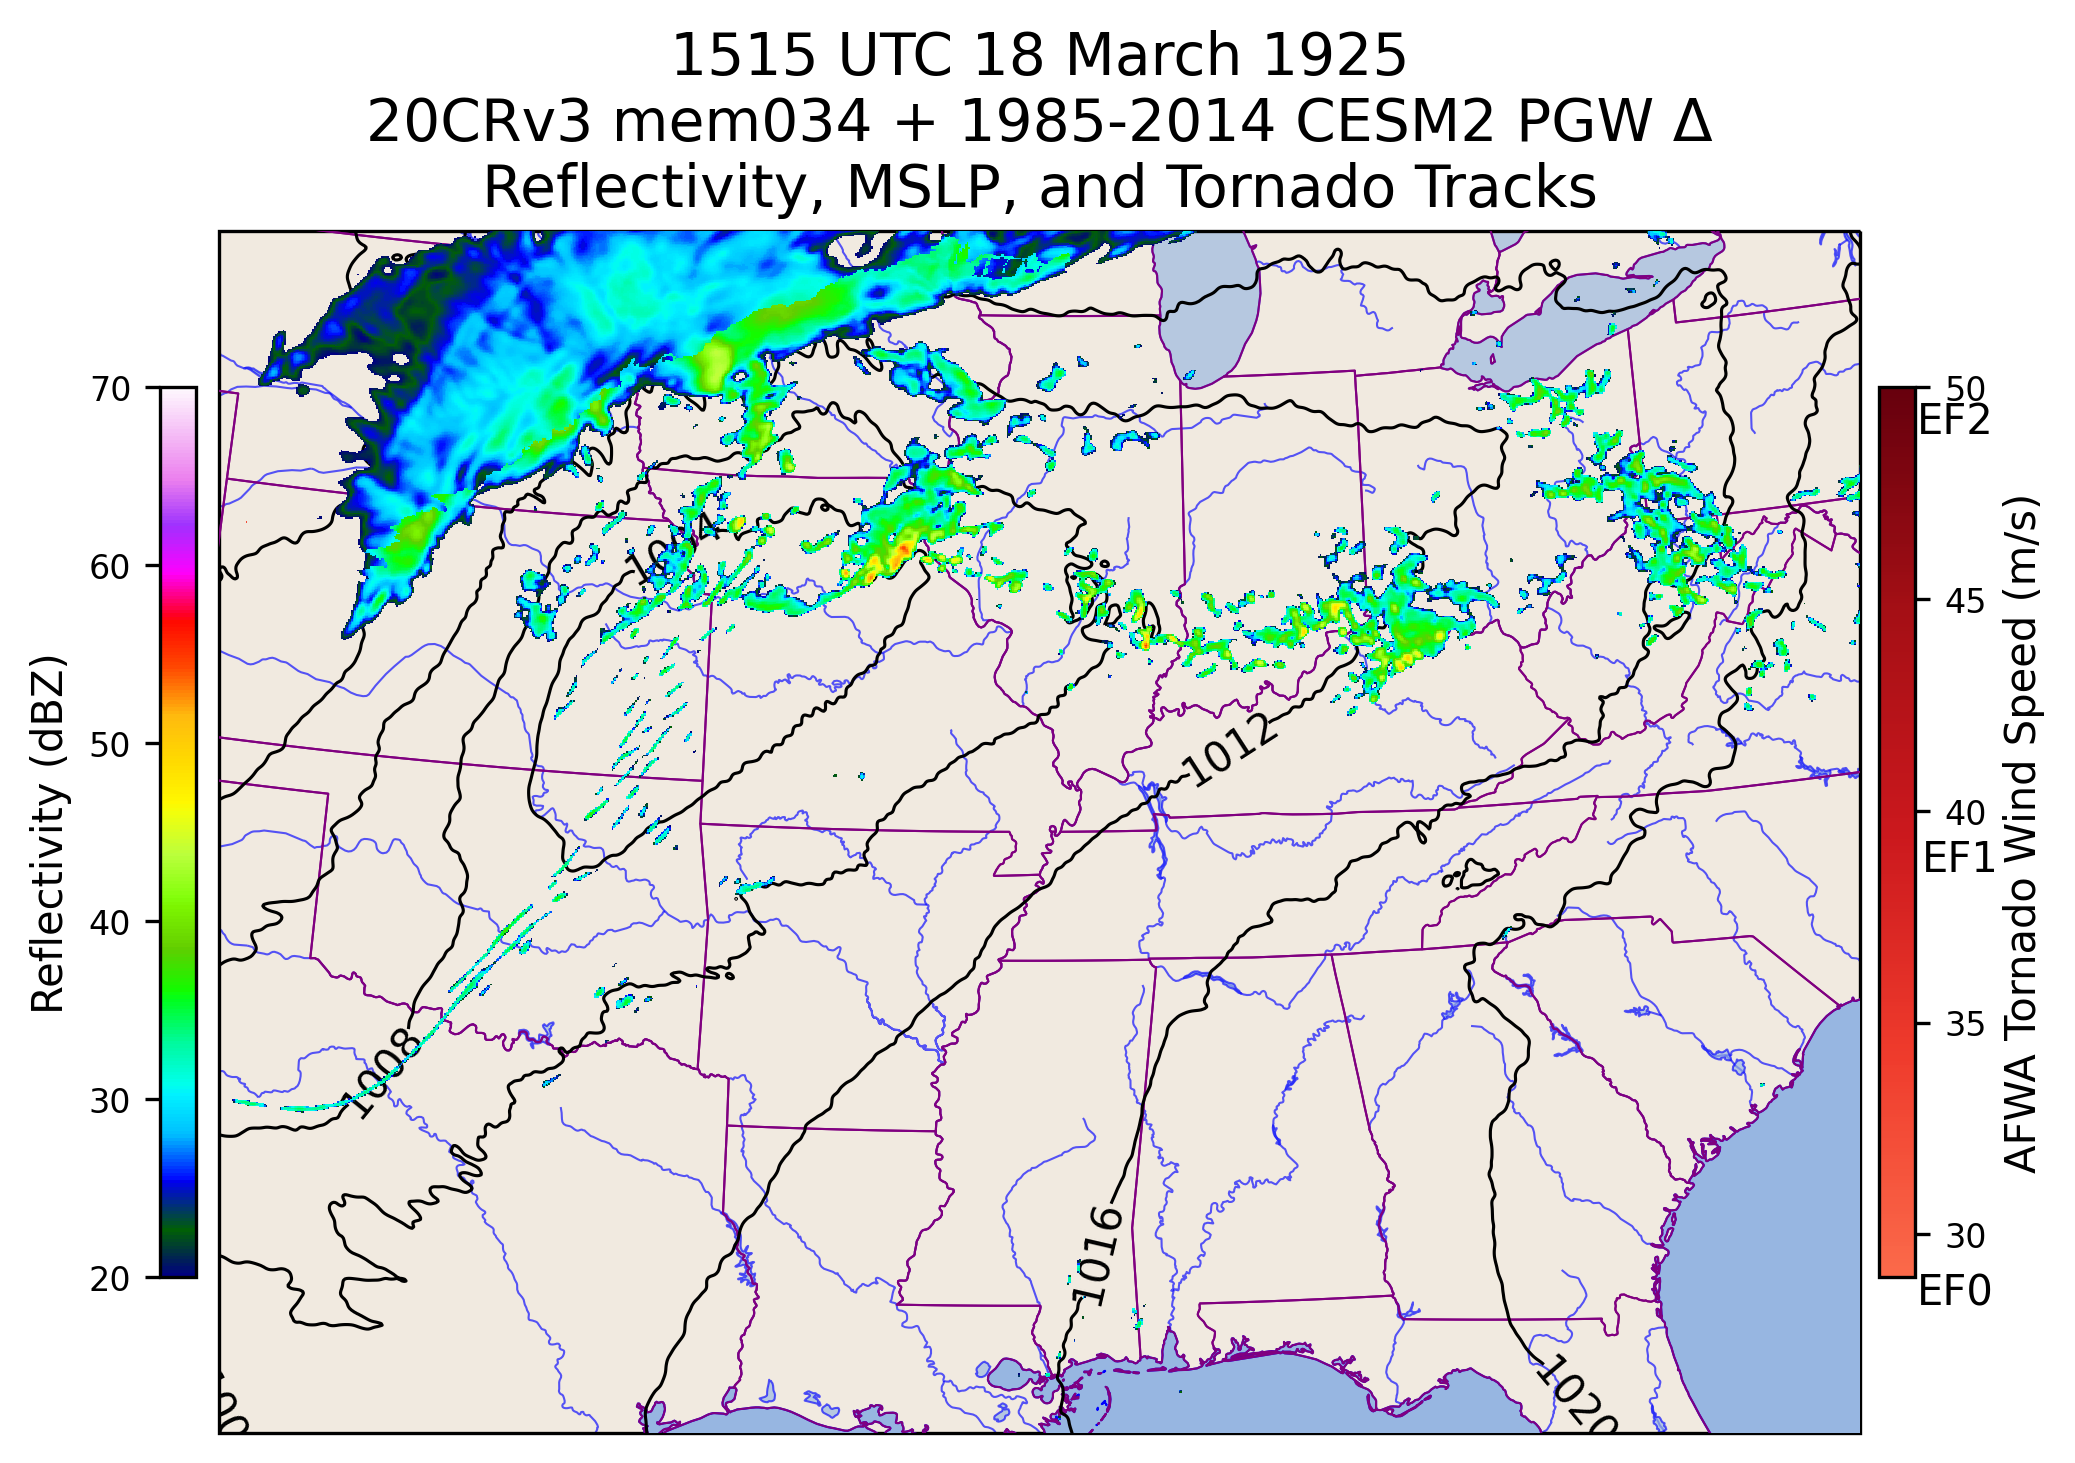 1515 UTC 18 March 1925
20CRv3 mem034 + 1985-2014 CESM2 PGW Δ
Reflectivity, MSLP, and Tornado Tracks
70
60
50
40
30
20
Reflectivity (dBZ)
1012
1008
1016
1020
50
EF2
45
40
EF1
35
30
EF0
AFWA Tornado Wind Speed (m/s)